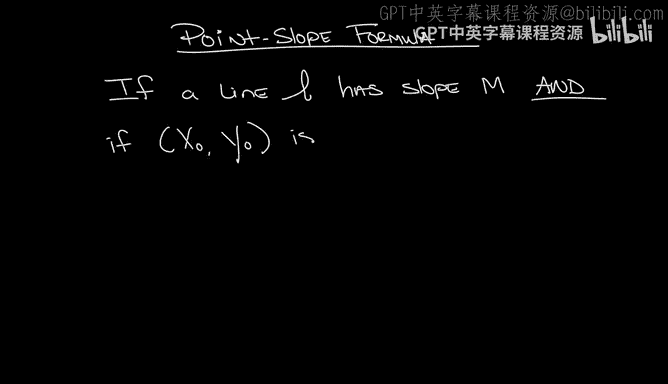 GPT中英字幕课程资源@bilibili.com
POINT-SLOPE FORMULA
GPT中英字幕课程资源 bilibili
If a LINE l HAS SLOPE M AND
if (X₀, Y₀) is